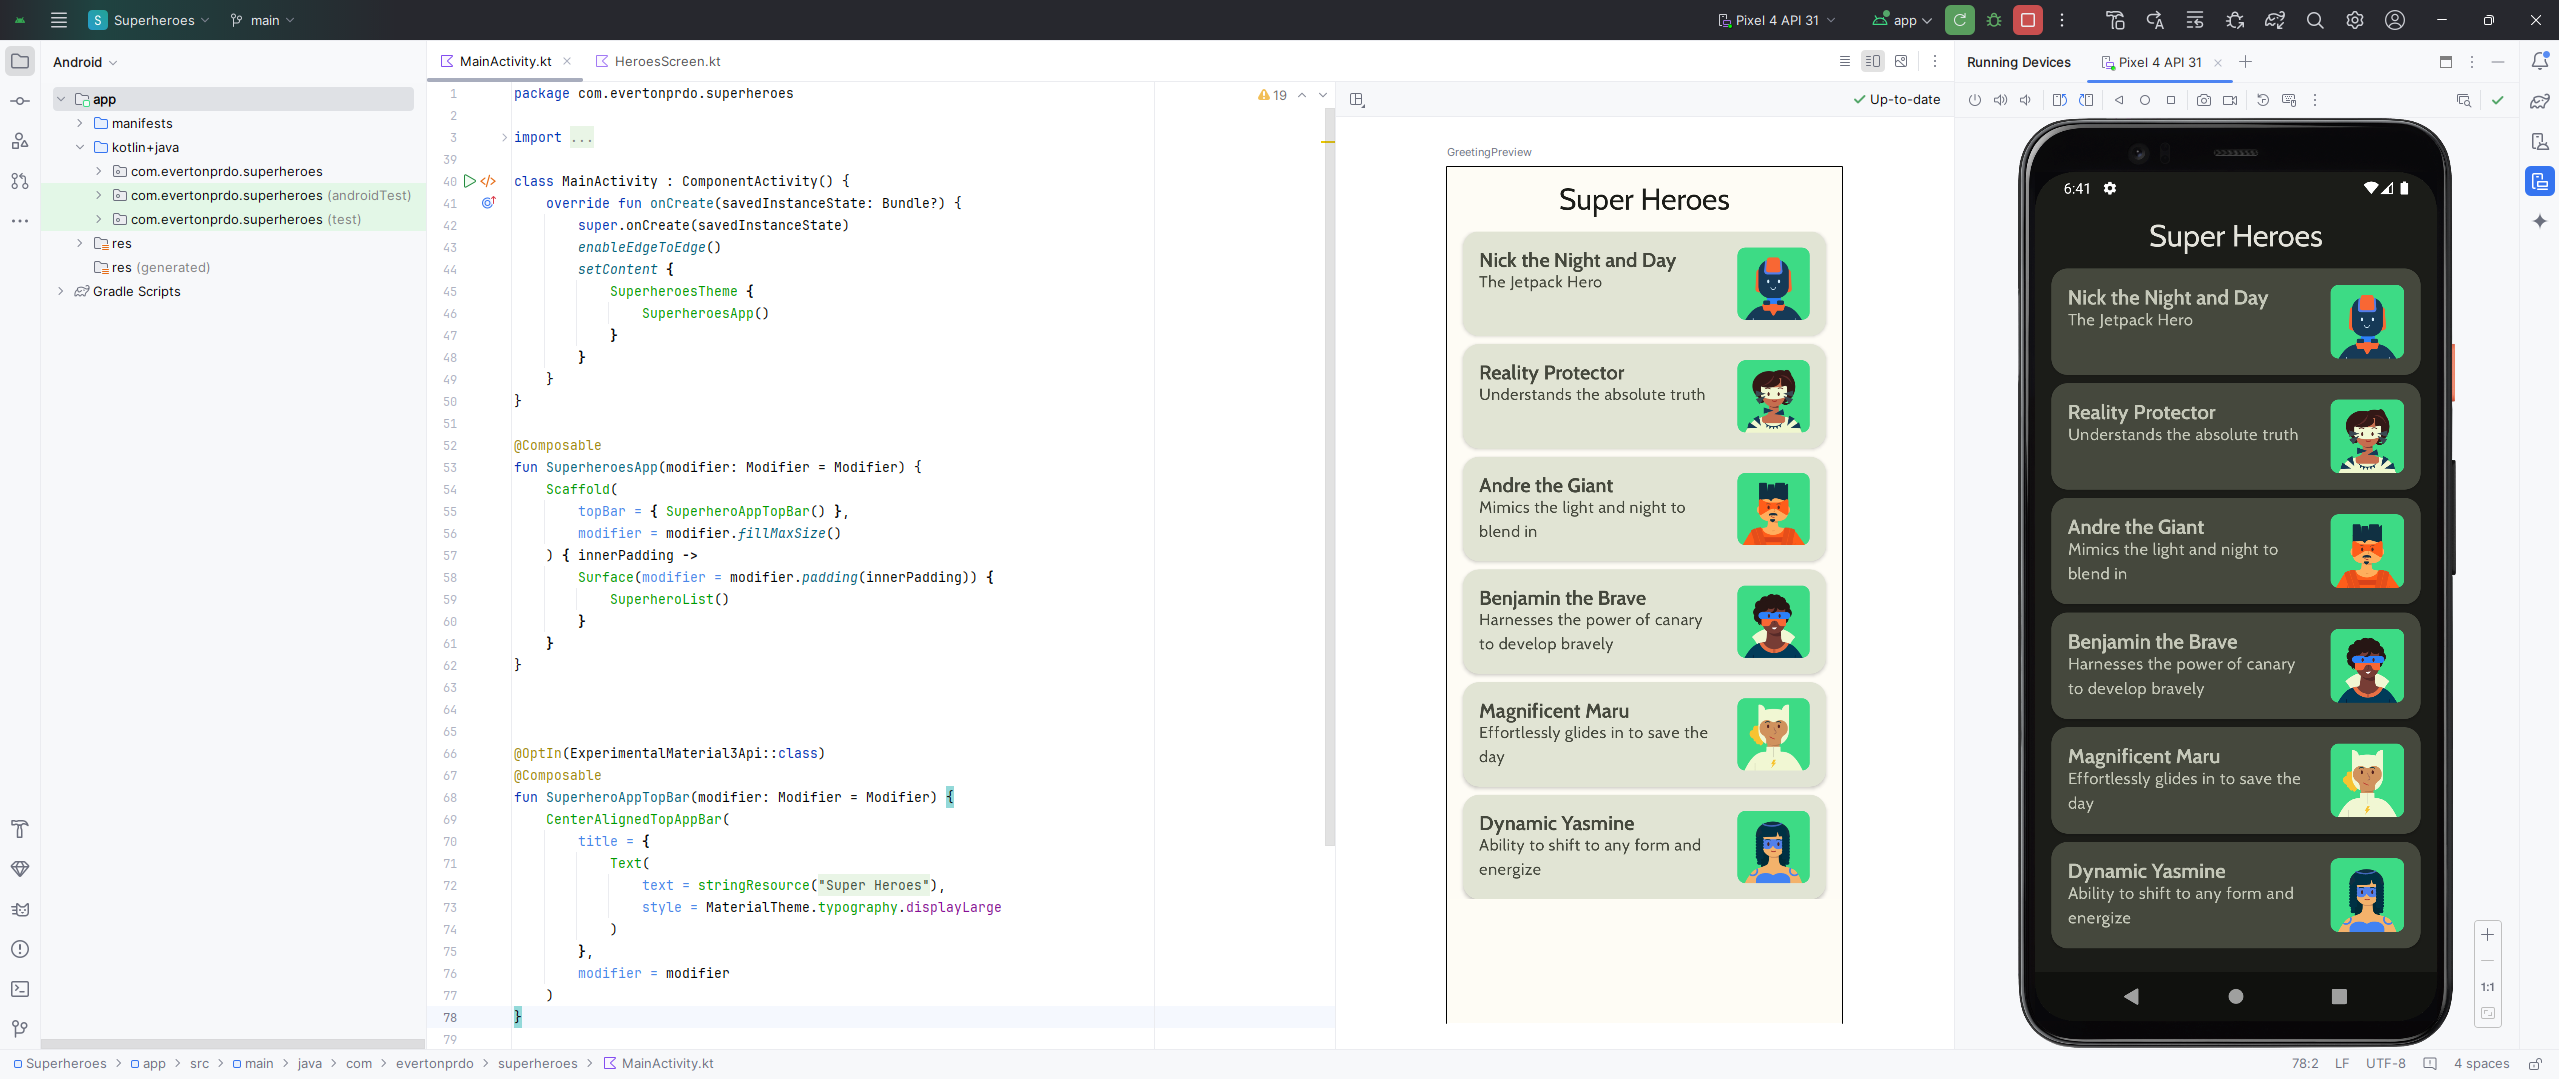 S Superheroes main Pixel 4 API 31 app
Android
app
manifests
kotlin+java
com.evertonprdo.superheroes
com.evertonprdo.superheroes (androidTest)
com.evertonprdo.superheroes (test)
res
res (generated)
Gradle Scripts
MainActivity.kt HeroesScreen.kt
19
1 package com.evertonprdo.superheroes
2
3 import ...
39
40 class MainActivity : ComponentActivity() {
41 override fun onCreate(savedInstanceState: Bundle?) {
42 super.onCreate(savedInstanceState)
43 enableEdgeToEdge()
44 setContent {
45 SuperheroesTheme {
46 SuperheroesApp()
47 }
48 }
49 }
50 }
51
52 @Composable
53 fun SuperheroesApp(modifier: Modifier = Modifier) {
54 Scaffold(
55 topBar = { SuperheroAppTopBar() },
56 modifier = modifier.fillMaxSize()
57 ) { innerPadding ->
58 Surface(modifier = modifier.padding(innerPadding)) {
59 SuperheroList()
60 }
61 }
62 }
63
64
65
66 @OptIn(ExperimentalMaterial3Api::class)
67 @Composable
68 fun SuperheroAppTopBar(modifier: Modifier = Modifier) {
69 CenterAlignedTopAppBar(
70 title = {
71 Text(
72 text = stringResource("Super Heroes"),
73 style = MaterialTheme.typography.displayLarge
74 )
75 },
76 modifier = modifier
77 )
78 }
79
Up-to-date
GreetingPreview
Super Heroes
Nick the Night and Day
The Jetpack Hero
Reality Protector
Understands the absolute truth
Andre the Giant
Mimics the light and night to
blend in
Benjamin the Brave
Harnesses the power of canary
to develop bravely
Magnificent Maru
Effortlessly glides in to save the
day
Dynamic Yasmine
Ability to shift to any form and
energize
Running Devices Pixel 4 API 31
6:41
Super Heroes
Nick the Night and Day
The Jetpack Hero
Reality Protector
Understands the absolute truth
Andre the Giant
Mimics the light and night to
blend in
Benjamin the Brave
Harnesses the power of canary
to develop bravely
Magnificent Maru
Effortlessly glides in to save the
day
Dynamic Yasmine
Ability to shift to any form and
energize
1:1
Superheroes app src main java com evertonprdo superheroes MainActivity.kt
78:2 LF UTF-8 4 spaces